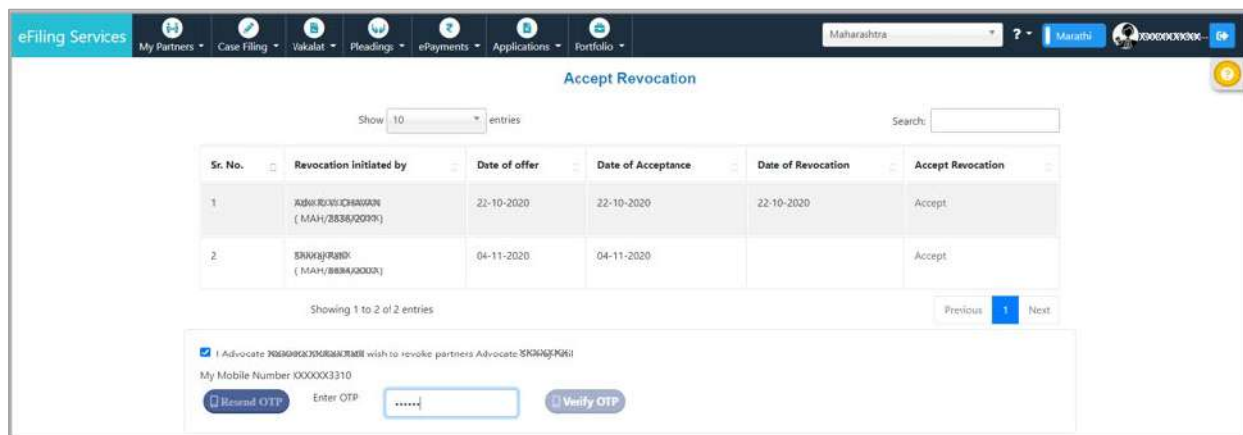 eFiling Services
My Partners Case Filing Vakalat Pleadings ePayments Applications Portfolio
Maharashtra
?
Marathi
Accept Revocation
Show 10 entries
Search:
Sr. No. Revocation initiated by Date of offer Date of Acceptance Date of Revocation Accept Revocation
1 22-10-2020 22-10-2020 22-10-2020 Accept
( MAH/
2 04-11-2020 04-11-2020 Accept
( MAH/
Showing 1 to 2 of 2 entries
Previous 1 Next
I Advocate wish to revoke partners Advocate
My Mobile Number XXXXXX3310
Resend OTP Enter OTP ...... Verify OTP